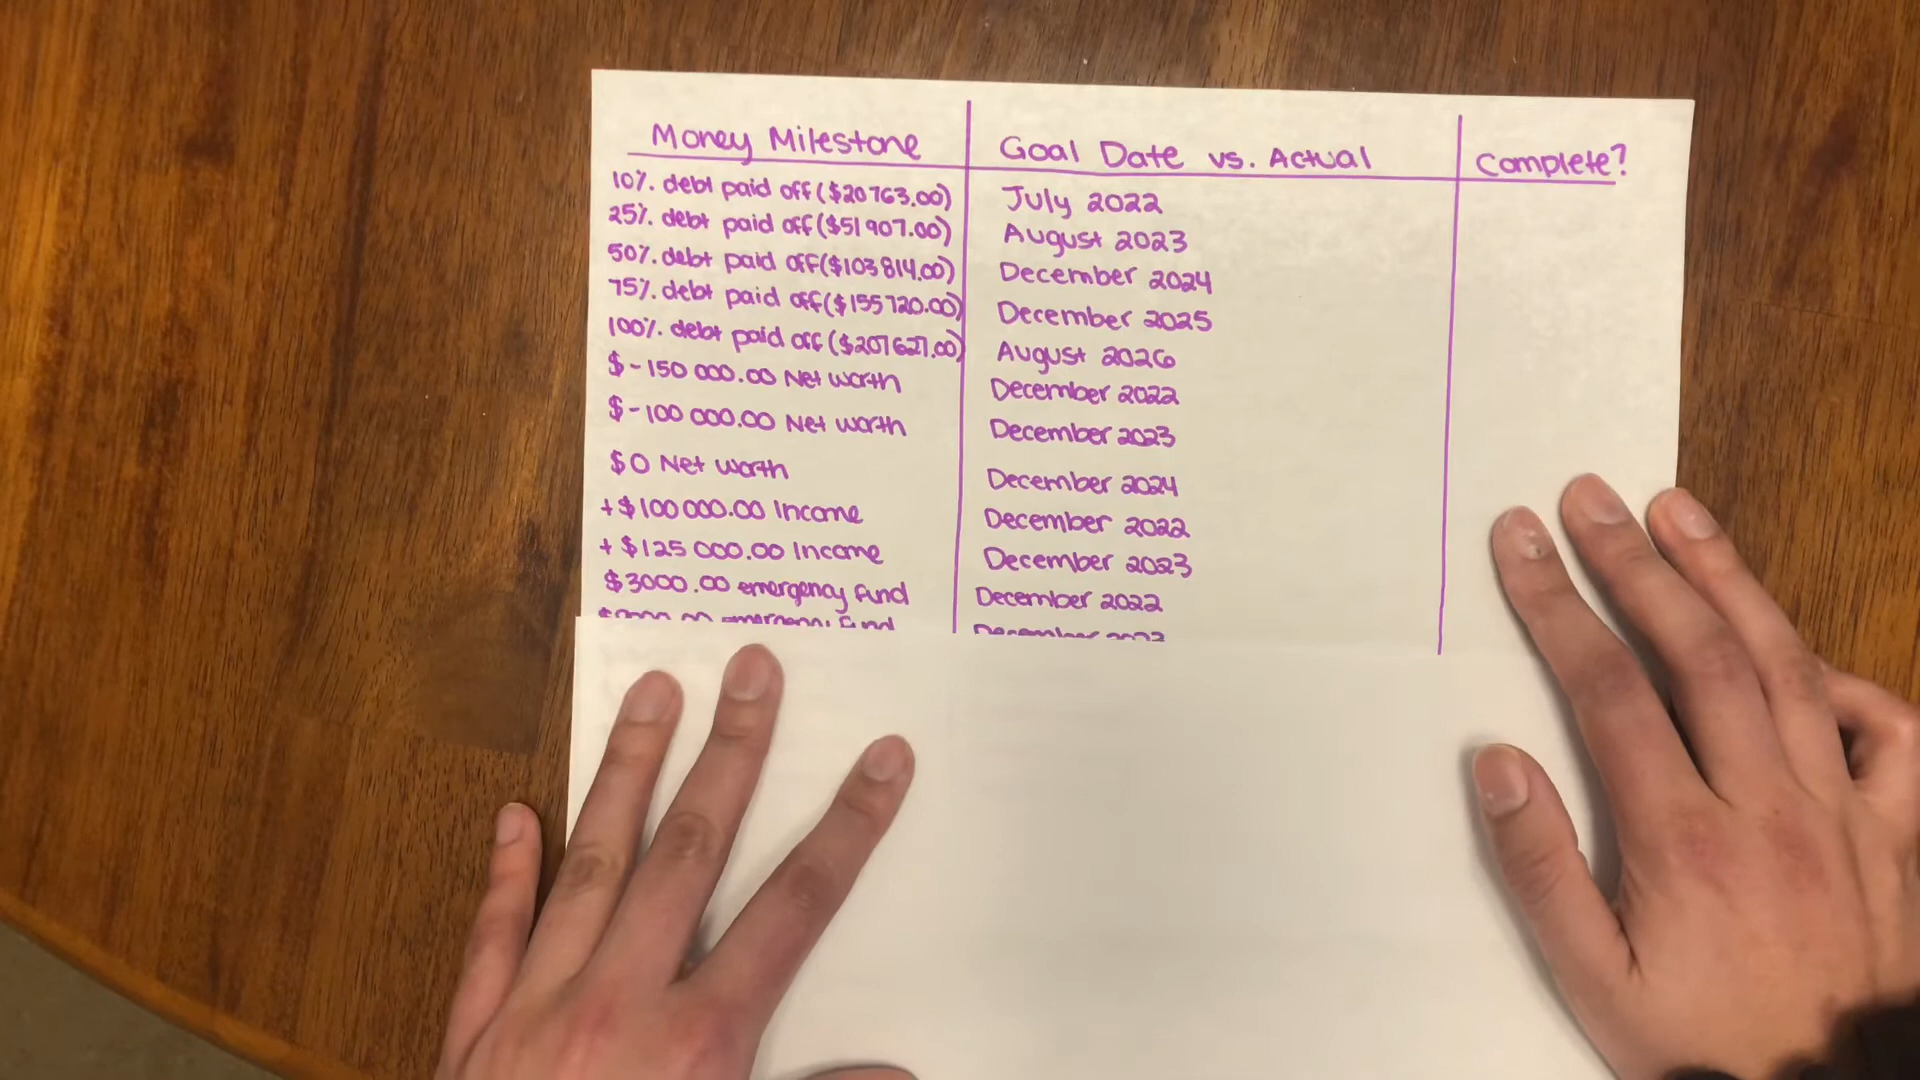 Money Milestone Goal Date vs. Actual Complete?
10% debt paid off ($20763.00) July 2022
25% debt paid off ($51907.00) August 2023
50% debt paid off ($103814.00) December 2024
75% debt paid off ($155720.00) December 2025
100% debt paid off ($207627.00) August 2026
$-150 000.00 Net worth December 2022
$-100 000.00 Net worth December 2023
$0 Net worth December 2024
+$100 000.00 Income December 2022
+$125 000.00 Income December 2023
$3000.00 emergency fund December 2022
emergency fund December